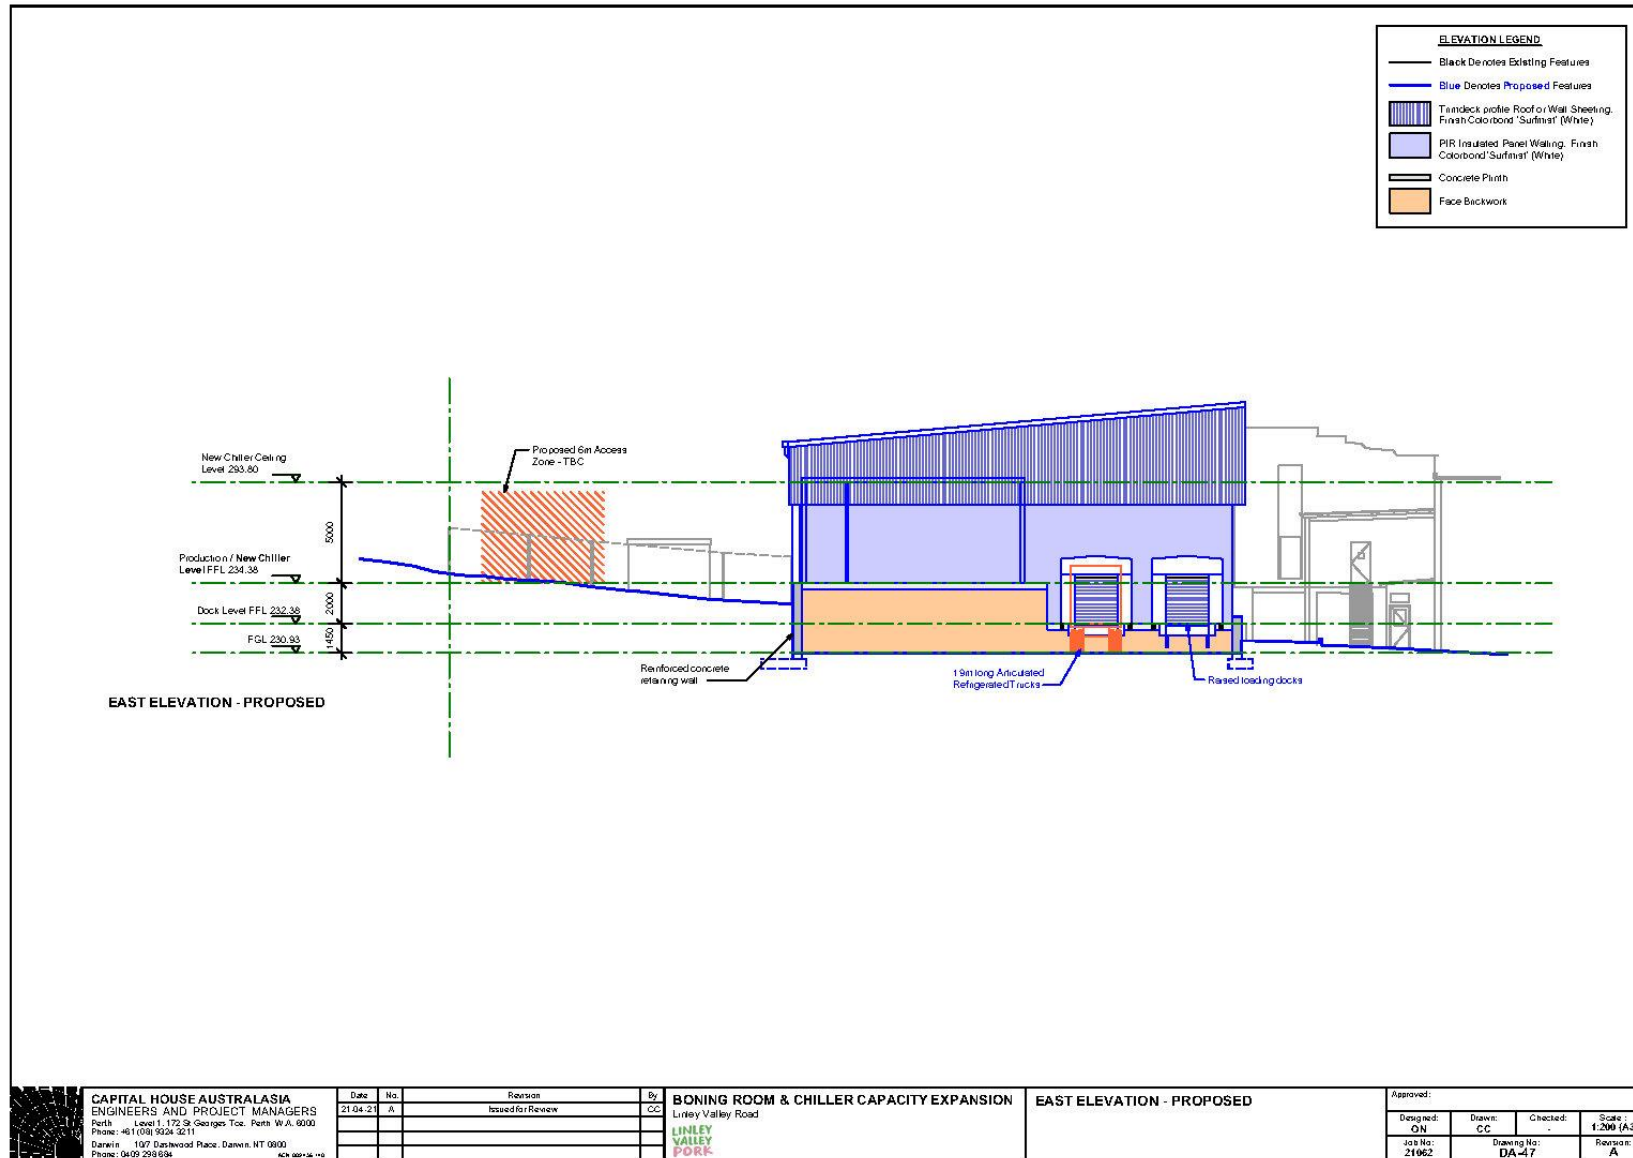 ELEVATION LEGEND
Black Denotes Existing Features
Blue Denotes Proposed Features
Trimdeck profile Roof or Wall Sheeting.
Finish Colorbond 'Surfmist' (White)
PIR Insulated Panel Walling. Finish
Colorbond 'Surfmist' (White)
Concrete Plinth
Face Brickwork
New Chiller Ceiling
Level 293.80
Proposed 6m Access
Zone - TBC
5000
Production / New Chiller
Level FFL 234.38
2000
Dock Level FFL 232.38
1450
FGL 230.93
Reinforced concrete
retaining wall
19m long Articulated
Refrigerated Trucks
Raised loading docks
EAST ELEVATION - PROPOSED
CAPITAL HOUSE AUSTRALASIA
ENGINEERS AND PROJECT MANAGERS
Perth Level 1, 172 St Georges Tce. Perth W.A. 6000
Phone: +61 (08) 9324 3211
Darwin 10/7 Dashwood Place. Darwin. NT 0800
Phone: 0409 298 684
Date No. Revision By
21-04-21 A Issued for Review CC
BONING ROOM & CHILLER CAPACITY EXPANSION
Linley Valley Road
LINLEY
VALLEY
PORK
EAST ELEVATION - PROPOSED
Approved:
Designed: Drawn: Checked: Scale :
QN CC - 1:200 (A3
Job No: Drawing No: Revision:
21062 DA-47 A